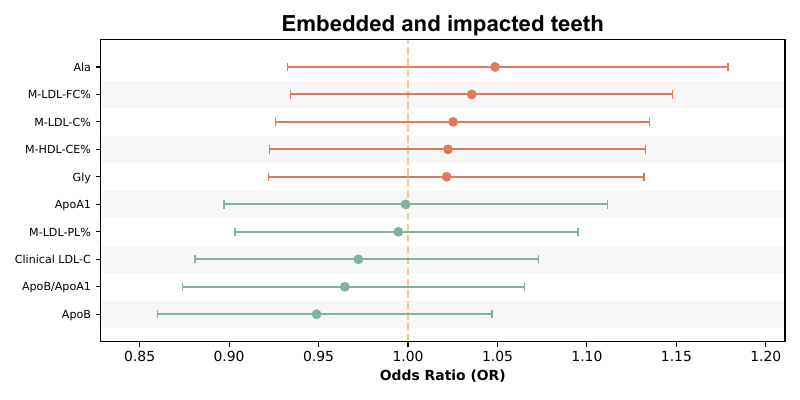 Embedded and impacted teeth
Ala
M-LDL-FC%
M-LDL-C%
M-HDL-CE%
Gly
ApoA1
M-LDL-PL%
Clinical LDL-C
ApoB/ApoA1
ApoB
0.85 0.90 0.95 1.00 1.05 1.10 1.15 1.20
Odds Ratio (OR)